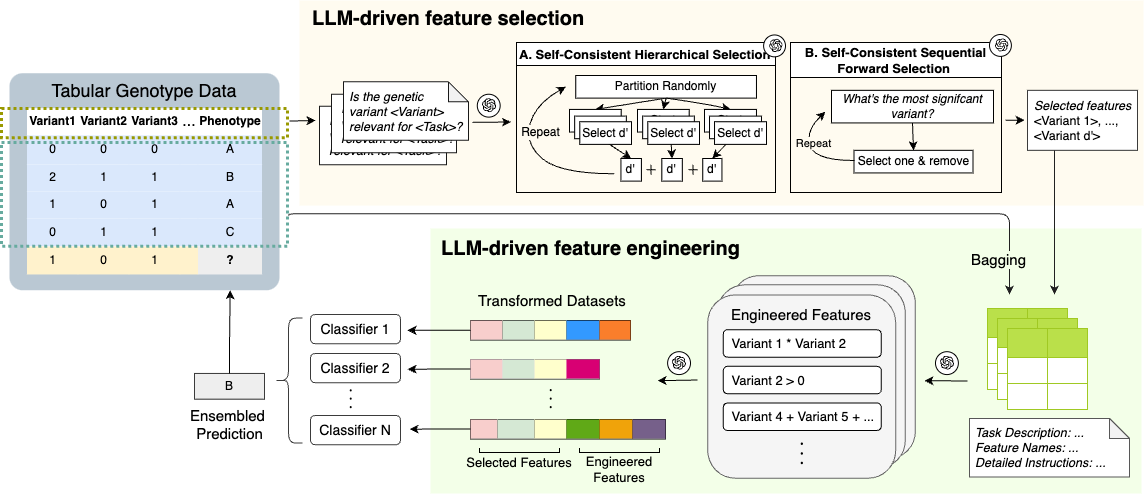 LLM-driven feature selection
Tabular Genotype Data
Variant1 Variant2 Variant3 ... Phenotype
0 0 0 A
2 1 1 B
1 0 1 A
0 1 1 C
1 0 1 ?
Is the genetic
variant <Variant>
relevant for <Task>?
relevant for <Task>?
relevant for <Task>?
A. Self-Consistent Hierarchical Selection
Partition Randomly
Repeat
Select d' Select d' Select d'
d' + d' + d'
B. Self-Consistent Sequential
Forward Selection
What's the most signifcant
variant?
Repeat
Select one & remove
Selected features
<Variant 1>, ...,
<Variant d'>
LLM-driven feature engineering
Bagging
Task Description: ...
Feature Names: ...
Detailed Instructions: ...
Engineered Features
Variant 1 * Variant 2
Variant 2 > 0
Variant 4 + Variant 5 + ...
Transformed Datasets
Selected Features
Engineered
Features
Classifier 1
Classifier 2
Classifier N
B
Ensembled
Prediction